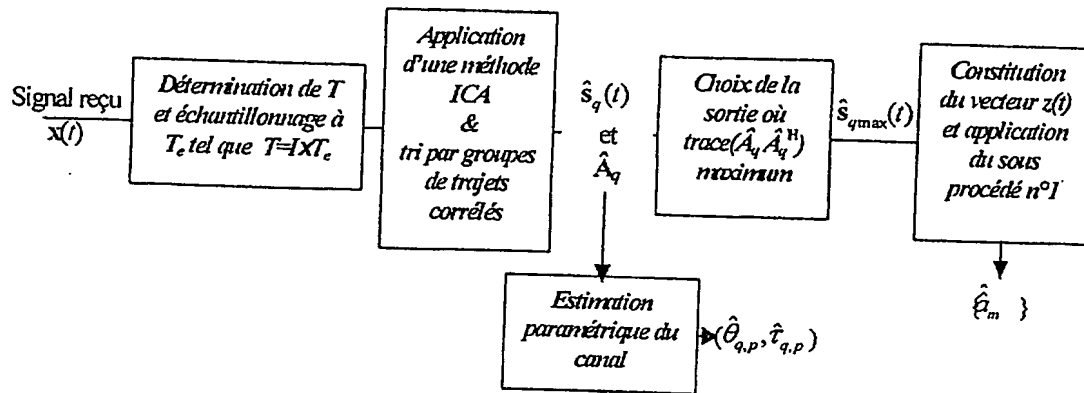 Signal reçu
x(t)
Détermination de T
et échantillonnage à
Tₑ tel que T=I×Tₑ
Application
d'une méthode
ICA
&
tri par groupes
de trajets
corrélés
ŝ_q(t)
et
Â_q
Choix de la
sortie où
trace(Â_q Â_q^H)
maximum
ŝ_qmax(t)
Constitution
du vecteur z(t)
et application
du sous
procédé n°1
Estimation
paramétrique du
canal
(θ̂_q,p, τ̂_q,p)
{â_m }